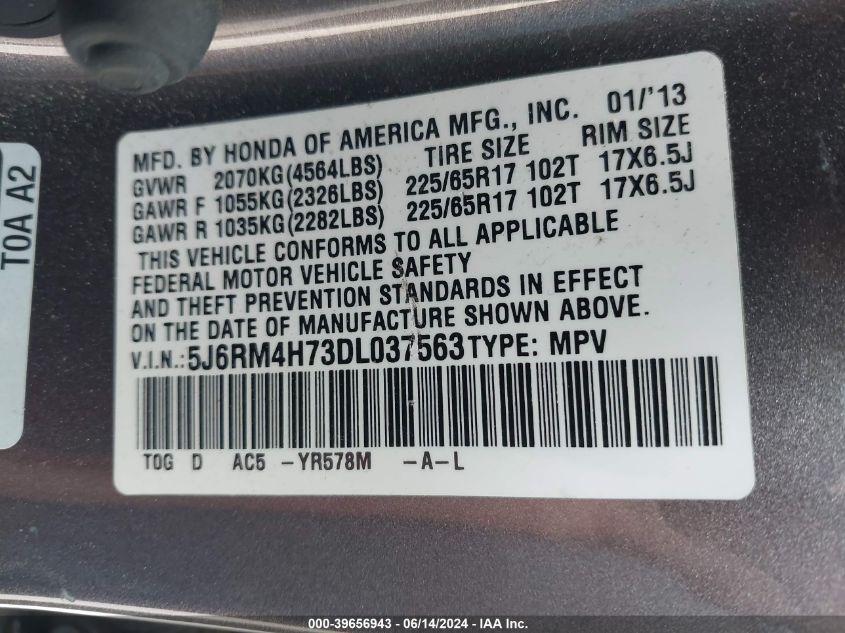 MFD. BY HONDA OF AMERICA MFG., INC. 01/'13
GVWR 2070KG(4564LBS) TIRE SIZE RIM SIZE
GAWR F 1055KG(2326LBS) 225/65R17 102T 17X6.5J
GAWR R 1035KG(2282LBS) 225/65R17 102T 17X6.5J
THIS VEHICLE CONFORMS TO ALL APPLICABLE
FEDERAL MOTOR VEHICLE SAFETY
AND THEFT PREVENTION STANDARDS IN EFFECT
ON THE DATE OF MANUFACTURE SHOWN ABOVE.
V.I.N.:5J6RM4H73DL037563TYPE: MPV
T0G D AC5 -YR578M -A-L
T0A A2
000-39656943 / 06/14/2024 - IAA Inc.